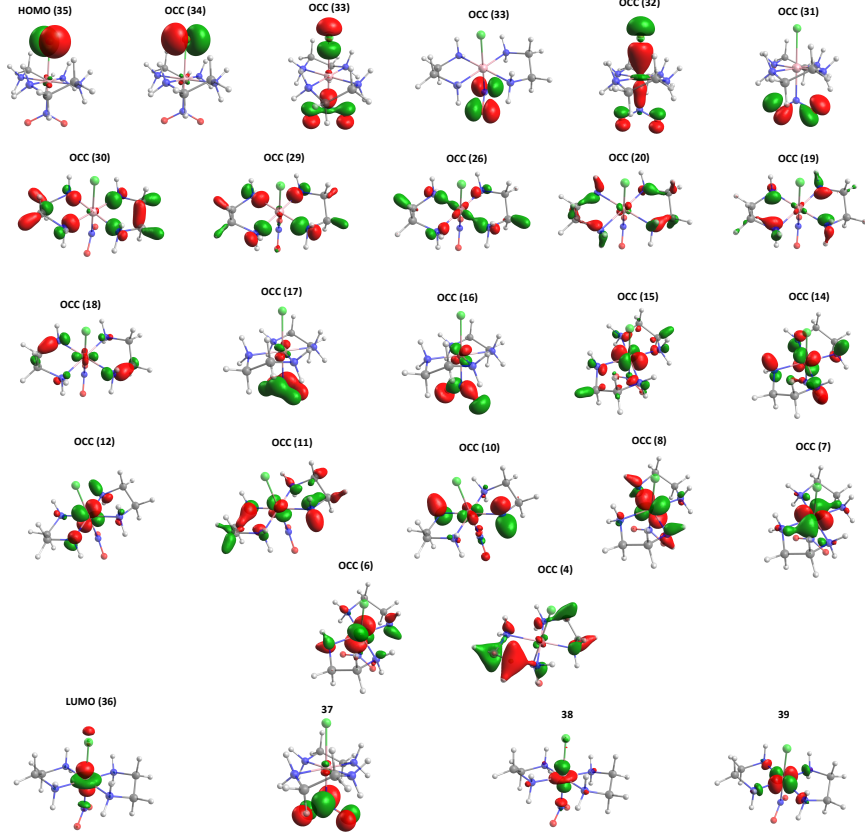 HOMO (35)
OCC (34)
OCC (33)
OCC (33)
OCC (32)
OCC (31)
OCC (30)
OCC (29)
OCC (26)
OCC (20)
OCC (19)
OCC (18)
OCC (17)
OCC (16)
OCC (15)
OCC (14)
OCC (12)
OCC (11)
OCC (10)
OCC (8)
OCC (7)
OCC (6)
OCC (4)
LUMO (36)
37
38
39